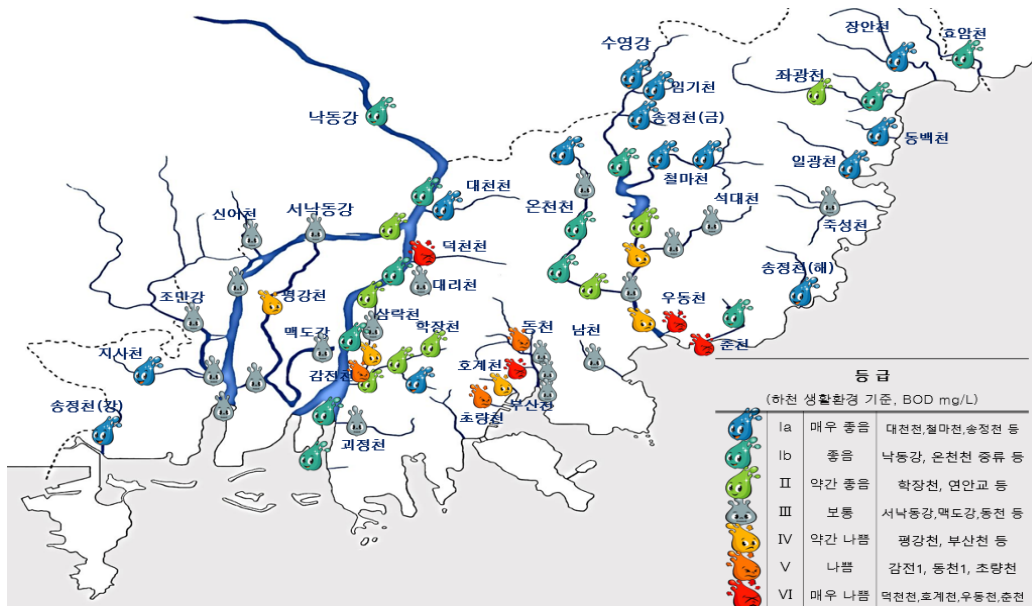 수영강
장안천
효암천
임기천
좌광천
낙동강
송정천(금)
동백천
일광천
대천천
철마천
석대천
신어천
서낙동강
온천천
죽성천
덕천천
송정천(해)
대리천
조만강
평강천
우동천
삼락천
맥도강
학장천
동천
남천
춘천
지사천
감전천
호계천
부산천
초량천
송정천(강)
괴정천
등 급
(하천 생활환경 기준, BOD mg/L)
Ia 매우 좋음 대천천,철마천,송정천 등
Ib 좋음 낙동강, 온천천 중류 등
II 약간 좋음 학장천, 연안교 등
III 보통 서낙동강,맥도강,동천 등
IV 약간 나쁨 평강천, 부산천 등
V 나쁨 감전1, 동천1, 초량천
VI 매우 나쁨 덕천천,호계천,우동천,춘천